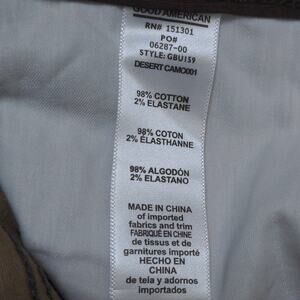 GOOD AMERICAN
RN# 151301
PO#
06287-00
STYLE: GBU159
DESERT CAMO001
98% COTTON
2% ELASTANE
98% COTON
2% ÉLASTHANNE
98% ALGODÓN
2% ELASTANO
MADE IN CHINA
of imported
fabrics and trim
FABRIQUÉ EN CHINE
de tissus et de
garnitures importé
HECHO EN
CHINA
de tela y adornos
importados